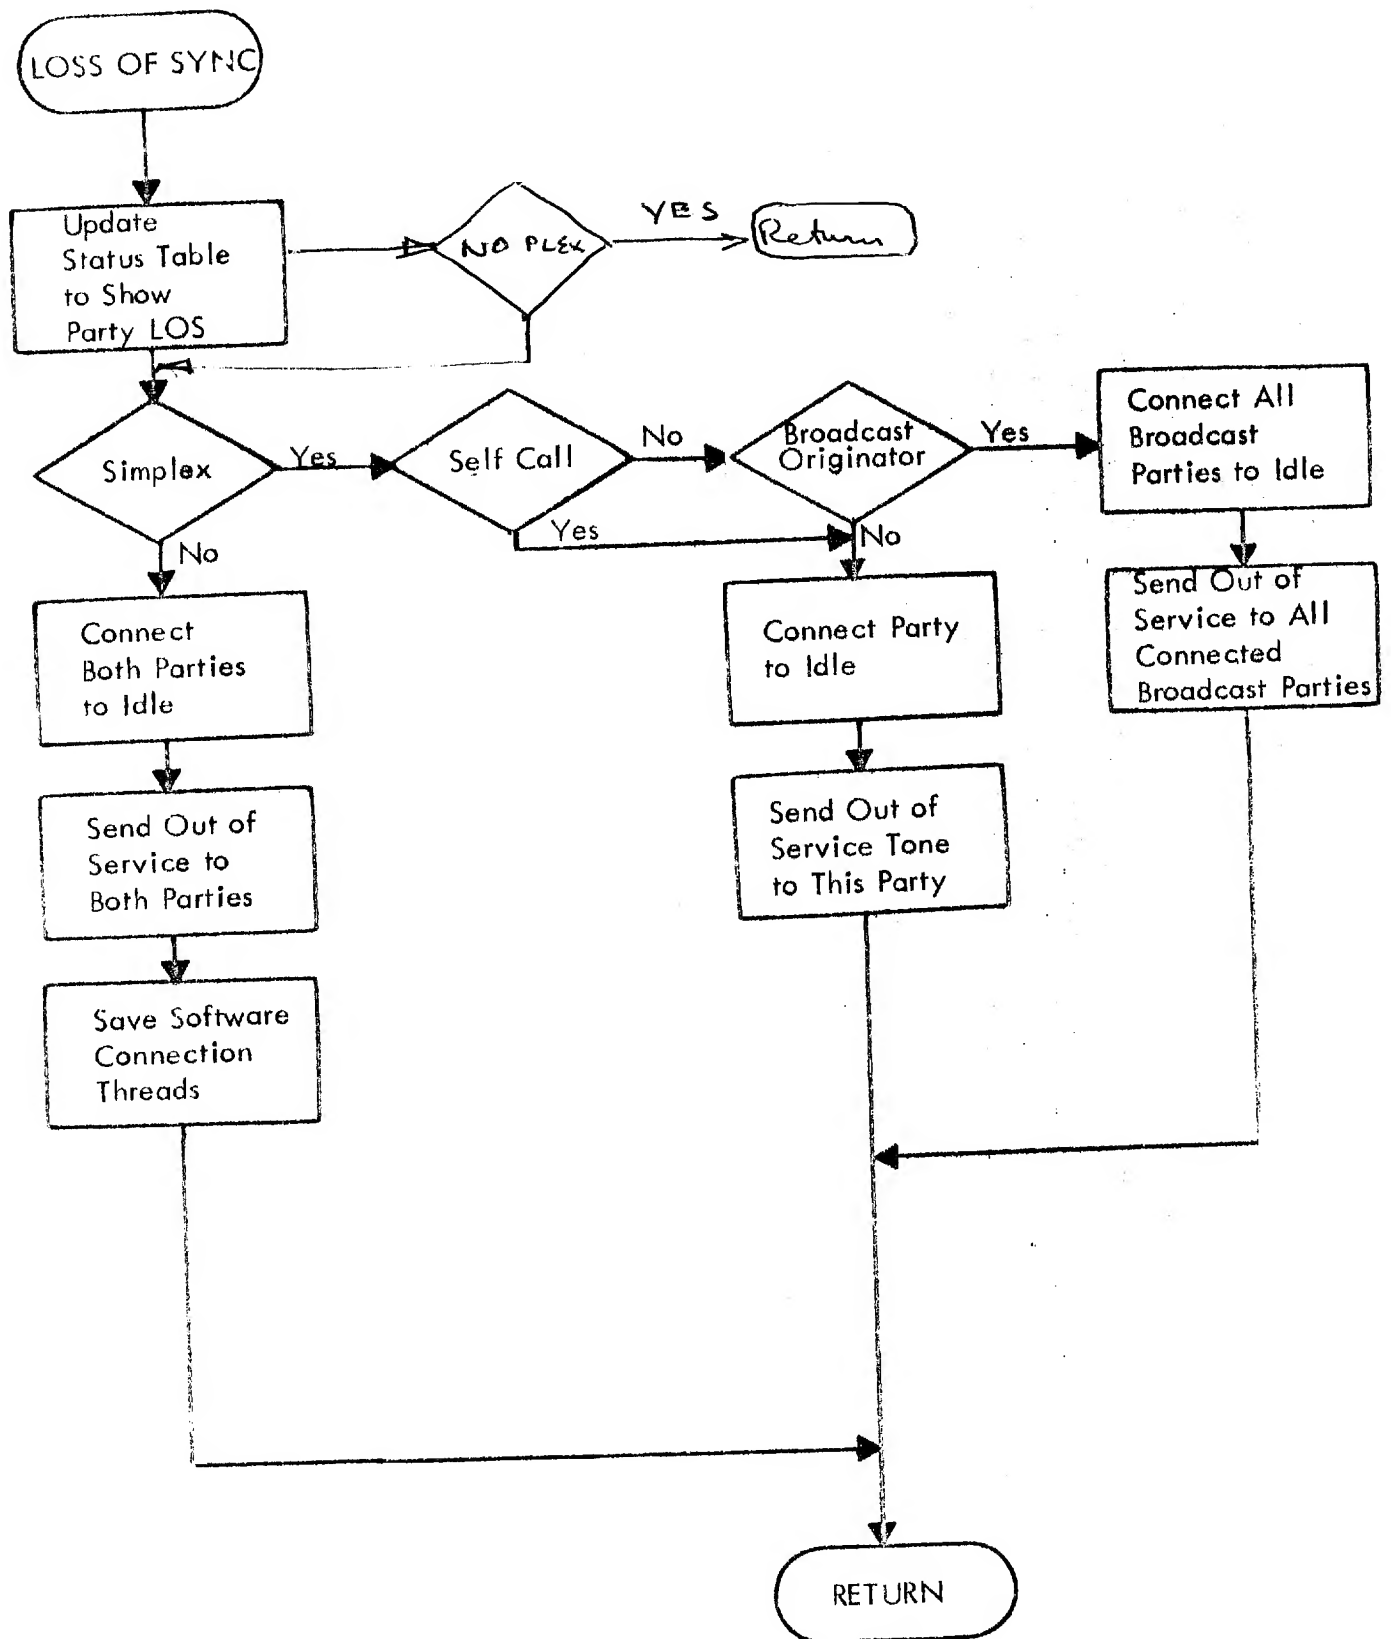 LOSS OF SYNC
Update
Status Table
to Show
Party LOS
NO PLEX
YES
Return
Simplex
Yes
Self Call
No
Broadcast
Originator
Yes
Connect All
Broadcast
Parties to Idle
No
Yes
No
Send Out of
Service to All
Connected
Broadcast Parties
Connect
Both Parties
to Idle
Connect Party
to Idle
Send Out of
Service to
Both Parties
Send Out of
Service Tone
to This Party
Save Software
Connection
Threads
RETURN